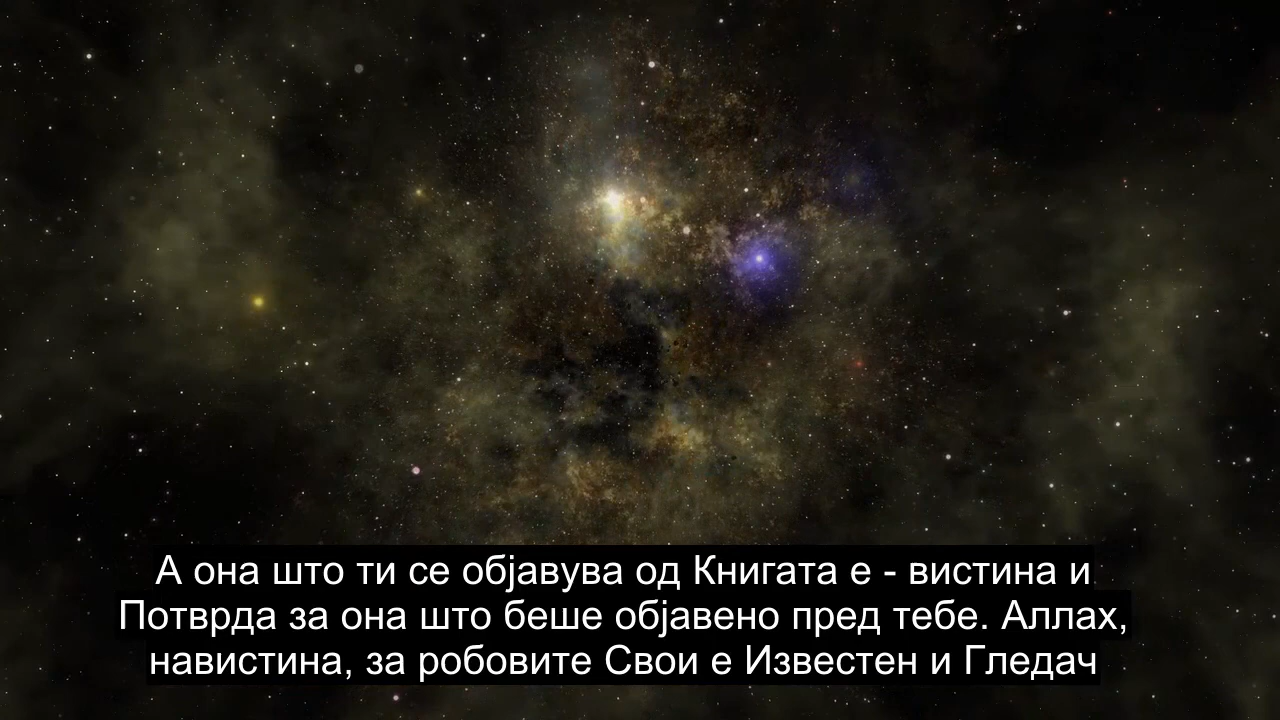 А она што ти се објавува од Книгата е - вистина и
Потврда за она што беше објавено пред тебе. Аллах,
навистина, за робовите Свои е Известен и Гледач